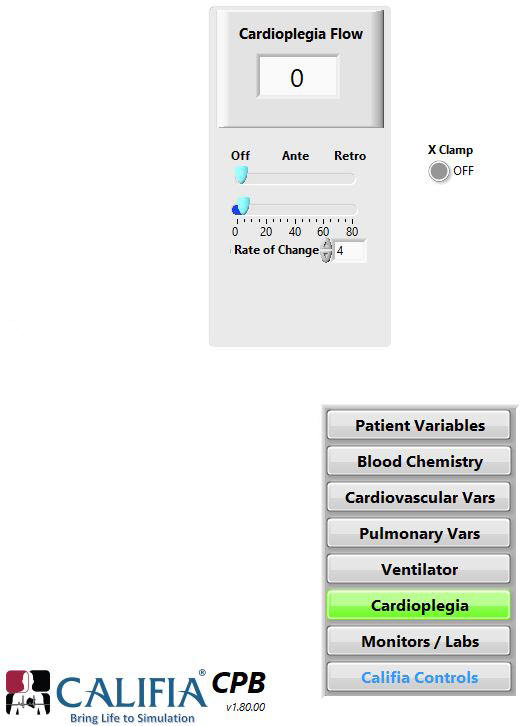 Cardioplegia Flow
0
X Clamp
OFF
Off Ante Retro
0 20 40 60 80
Rate of Change 4
Patient Variables
Blood Chemistry
Cardiovascular Vars
Pulmonary Vars
Ventilator
Cardioplegia
Monitors / Labs
Califia Controls
CALIFIA® CPB
Bring Life to Simulation v1.80.00